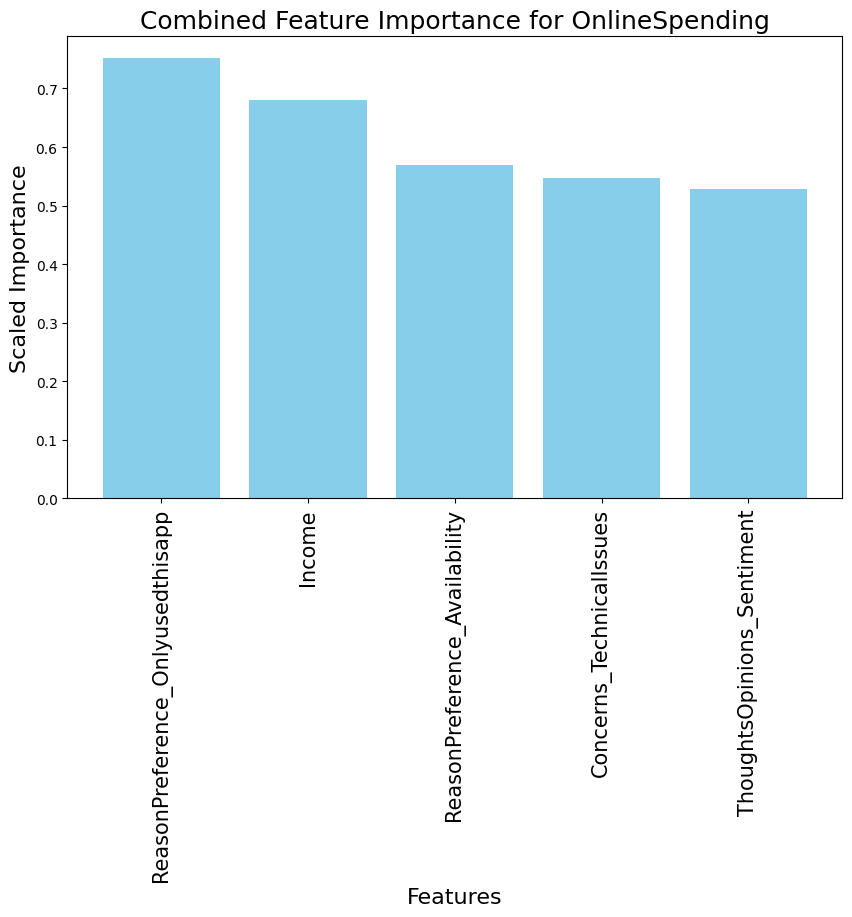 Combined Feature Importance for OnlineSpending
Scaled Importance
0.7
0.6
0.5
0.4
0.3
0.2
0.1
0.0
ReasonPreference_Onlyusedthisapp
Income
ReasonPreference_Availability
Concerns_TechnicalIssues
ThoughtsOpinions_Sentiment
Features